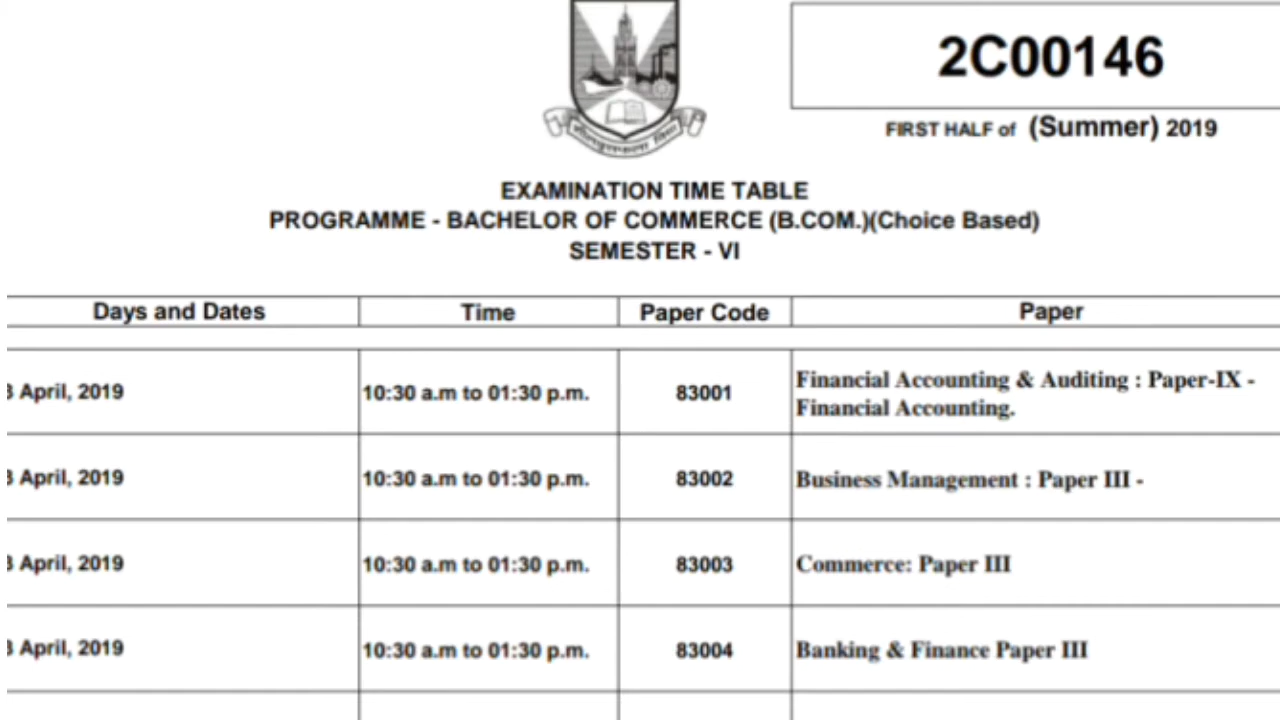 2C00146
FIRST HALF of (Summer) 2019
EXAMINATION TIME TABLE
PROGRAMME - BACHELOR OF COMMERCE (B.COM.)(Choice Based)
SEMESTER - VI
Days and Dates Time Paper Code Paper
April, 2019 10:30 a.m to 01:30 p.m. 83001 Financial Accounting & Auditing : Paper-IX -
Financial Accounting.
April, 2019 10:30 a.m to 01:30 p.m. 83002 Business Management : Paper III -
April, 2019 10:30 a.m to 01:30 p.m. 83003 Commerce: Paper III
April, 2019 10:30 a.m to 01:30 p.m. 83004 Banking & Finance Paper III